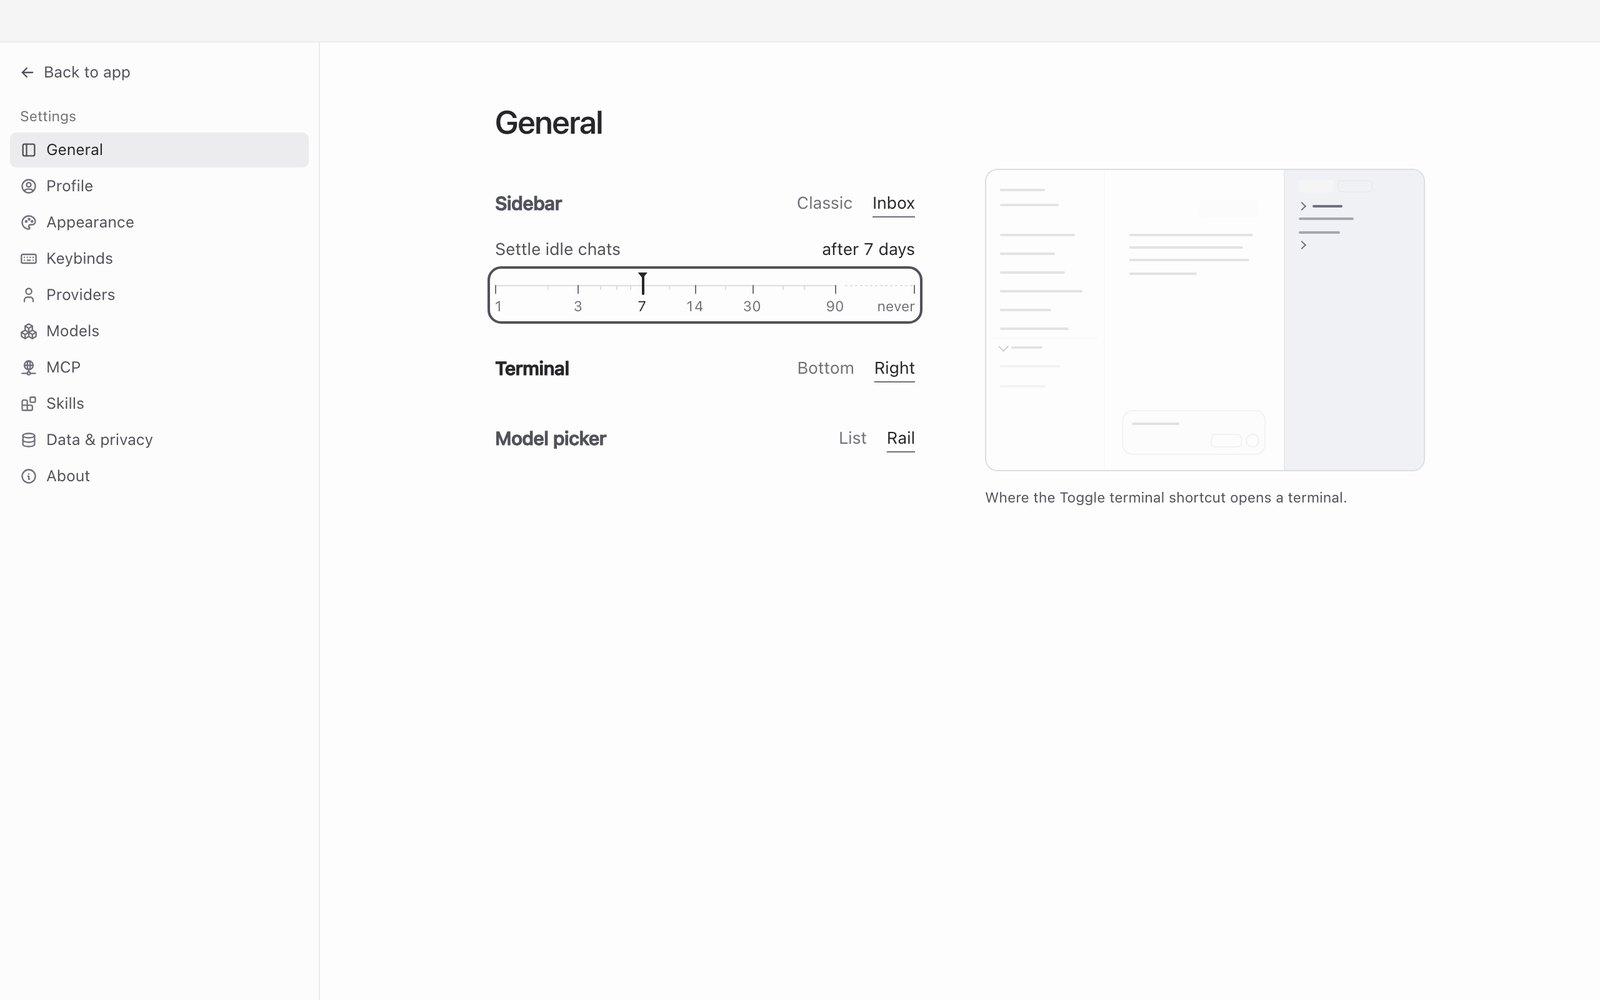 Back to app
Settings
General
Profile
Appearance
Keybinds
Providers
Models
MCP
Skills
Data & privacy
About
General
Sidebar Classic Inbox
Settle idle chats after 7 days
1 3 7 14 30 90 never
Terminal Bottom Right
Model picker List Rail
Where the Toggle terminal shortcut opens a terminal.